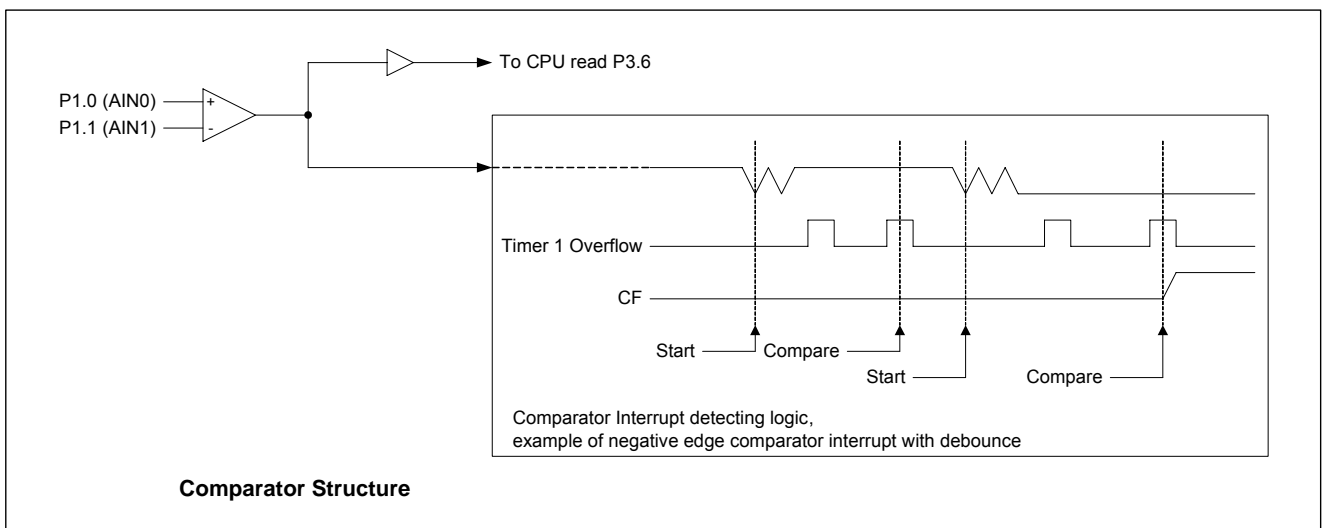 To CPU read P3.6
P1.0 (AIN0)
+
P1.1 (AIN1)
-
Timer 1 Overflow
CF
Start
Compare
Start
Compare
Comparator Interrupt detecting logic,
example of negative edge comparator interrupt with debounce
Comparator Structure